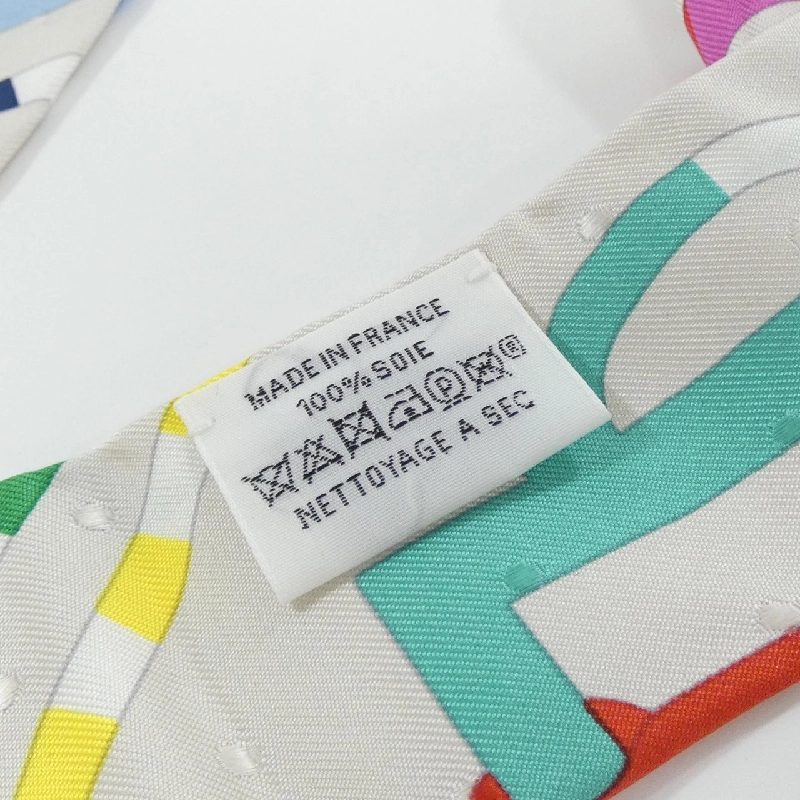 MADE IN FRANCE
100% SOIE
P ®
NETTOYAGE A SEC